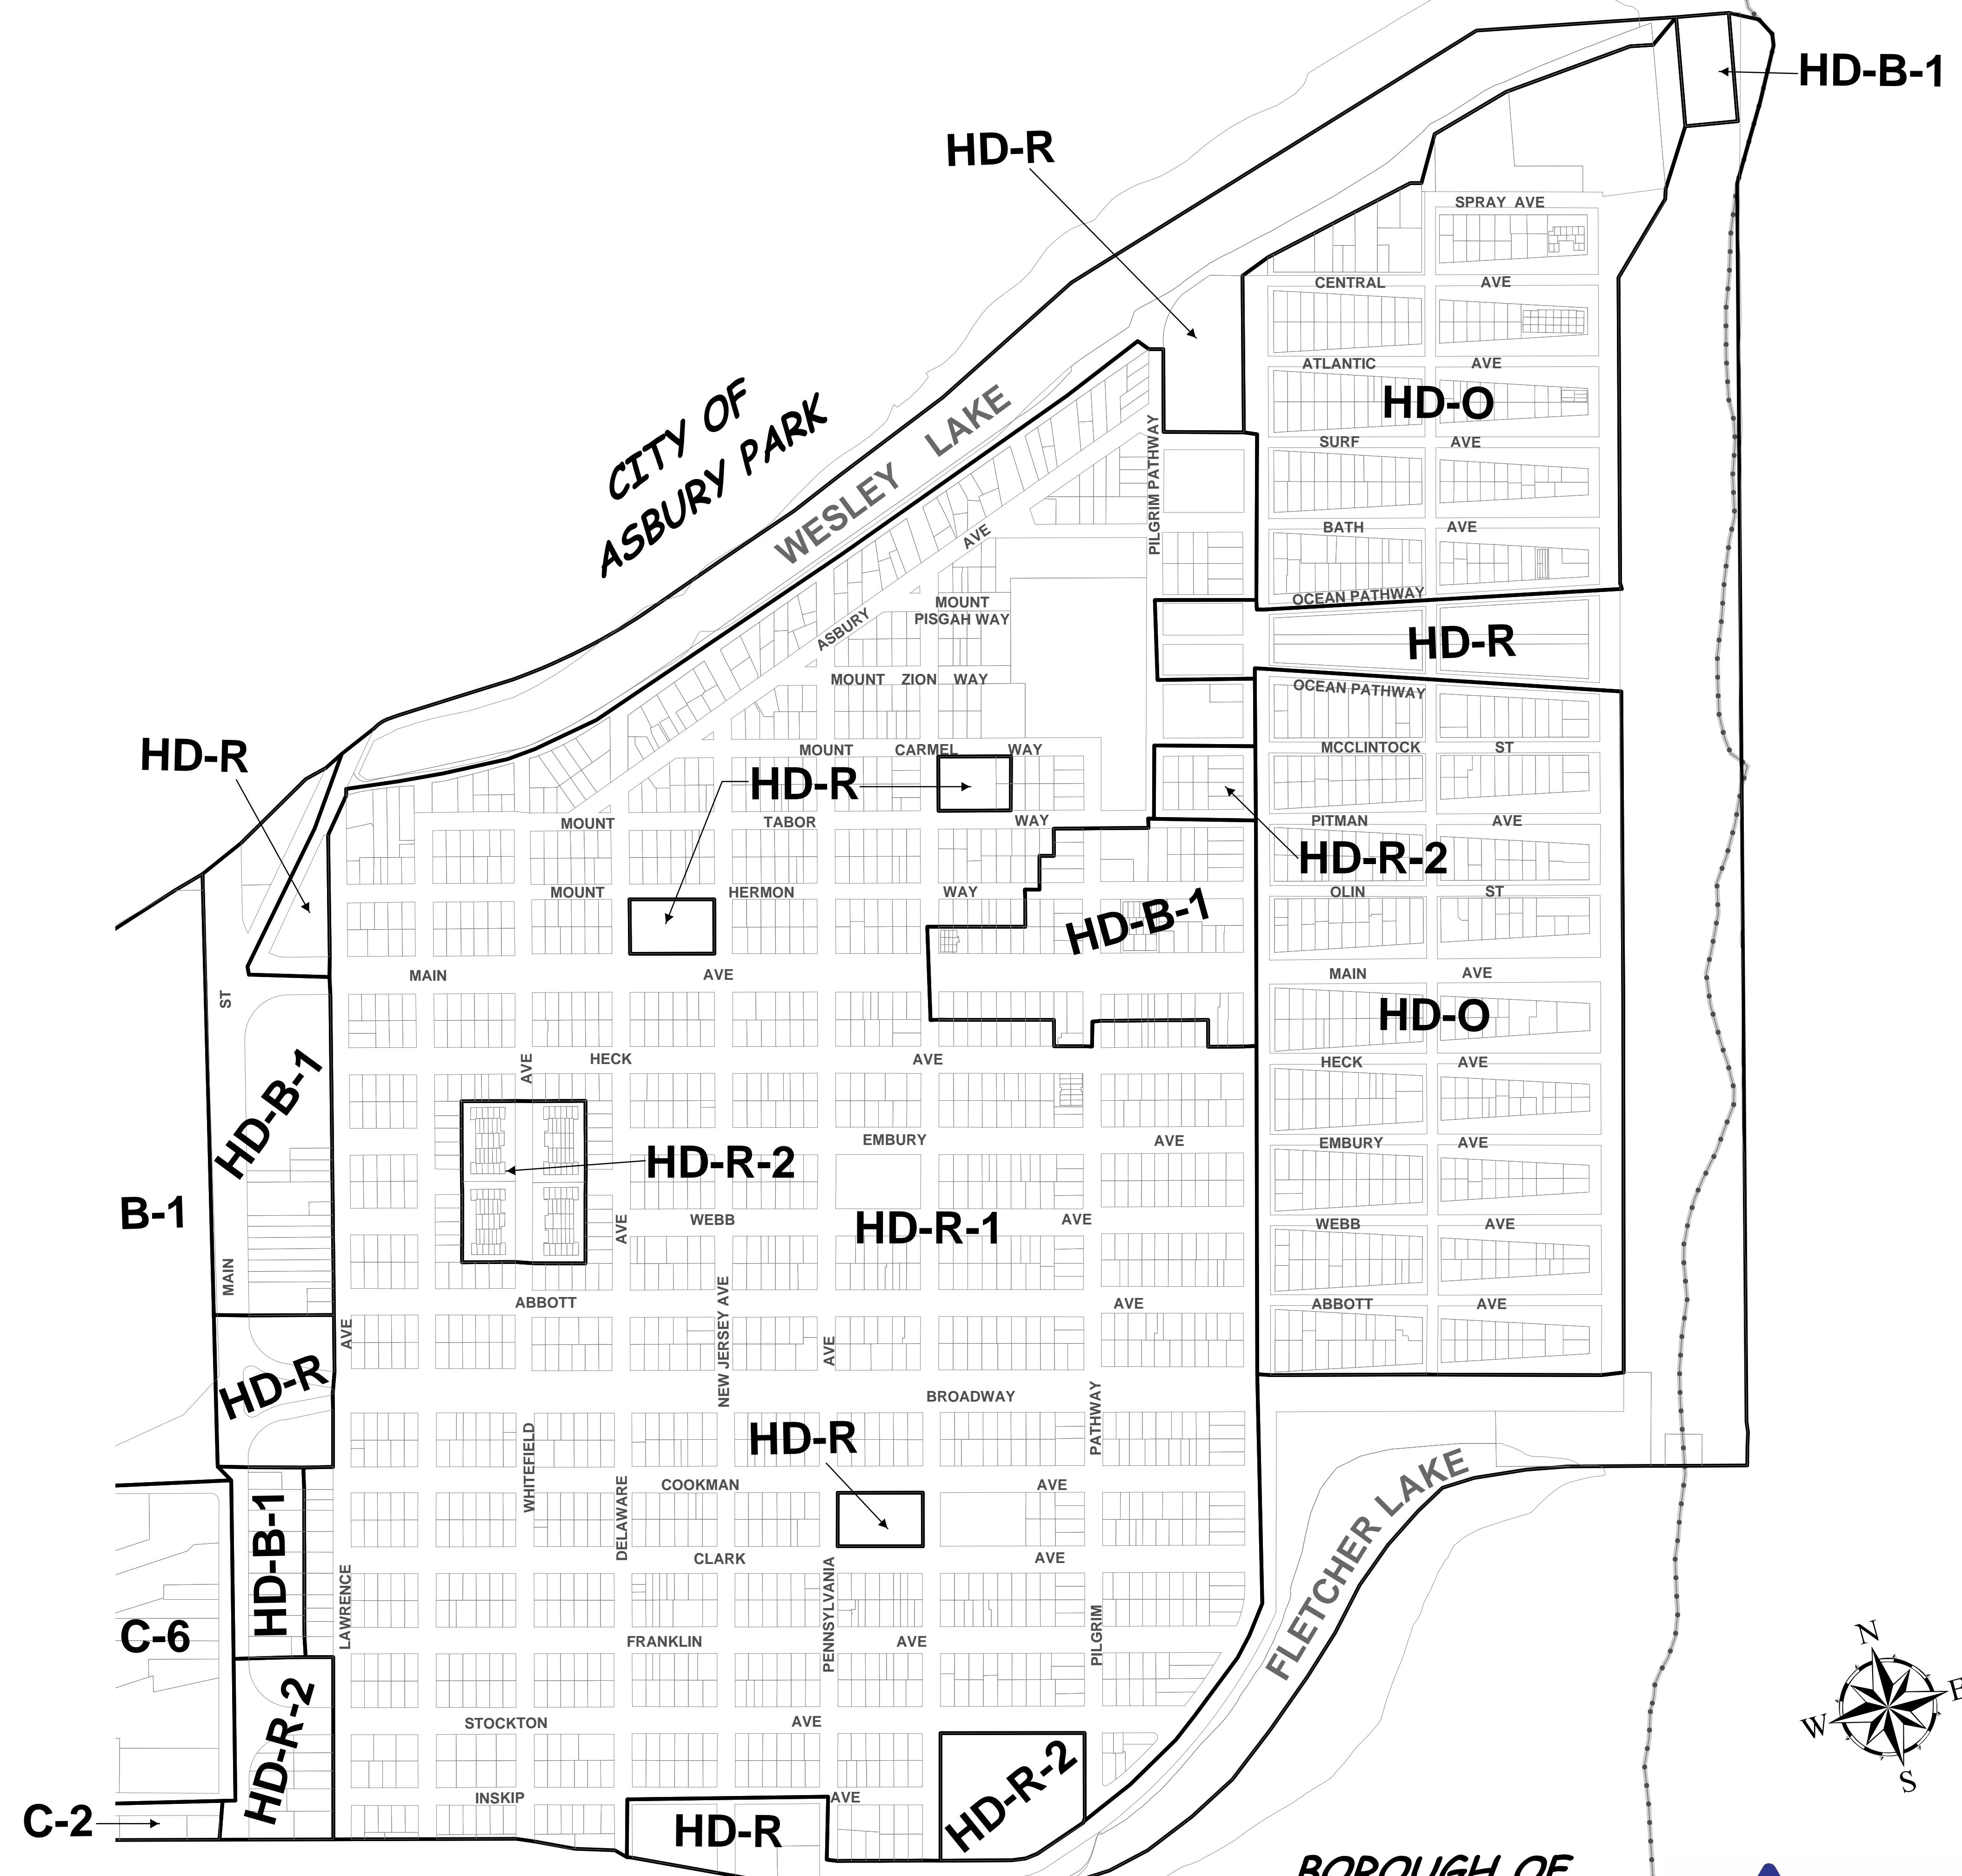 HD-B-1
HD-R
SPRAY AVE
CENTRAL AVE
ATLANTIC AVE
HD-O
CITY OF
ASBURY PARK
WESLEY LAKE
SURF AVE
PILGRIM PATHWAY
BATH AVE
ASBURY AVE
OCEAN PATHWAY
MOUNT
PISGAH WAY
HD-R
MOUNT ZION WAY
OCEAN PATHWAY
HD-R
MOUNT CARMEL WAY
MCCLINTOCK ST
HD-R
MOUNT TABOR WAY
PITMAN AVE
HD-R-2
MOUNT HERMON WAY
OLIN ST
HD-B-1
MAIN AVE
MAIN AVE
ST
HD-O
HECK AVE
HECK AVE
AVE
HD-B-1
EMBURY AVE
EMBURY AVE
HD-R-2
B-1
WEBB AVE
WEBB AVE
AVE
HD-R-1
MAIN
ABBOTT AVE
ABBOTT AVE
AVE
NEW JERSEY AVE
AVE
HD-R
BROADWAY
PATHWAY
HD-R
WHITEFIELD
COOKMAN AVE
FLETCHER LAKE
DELAWARE
HD-B-1
CLARK AVE
LAWRENCE
PENNSYLVANIA
C-6
FRANKLIN AVE
PILGRIM
N
E
W
S
HD-R-2
STOCKTON AVE
HD-R-2
INSKIP AVE
C-2
HD-R
BOROUGH OF